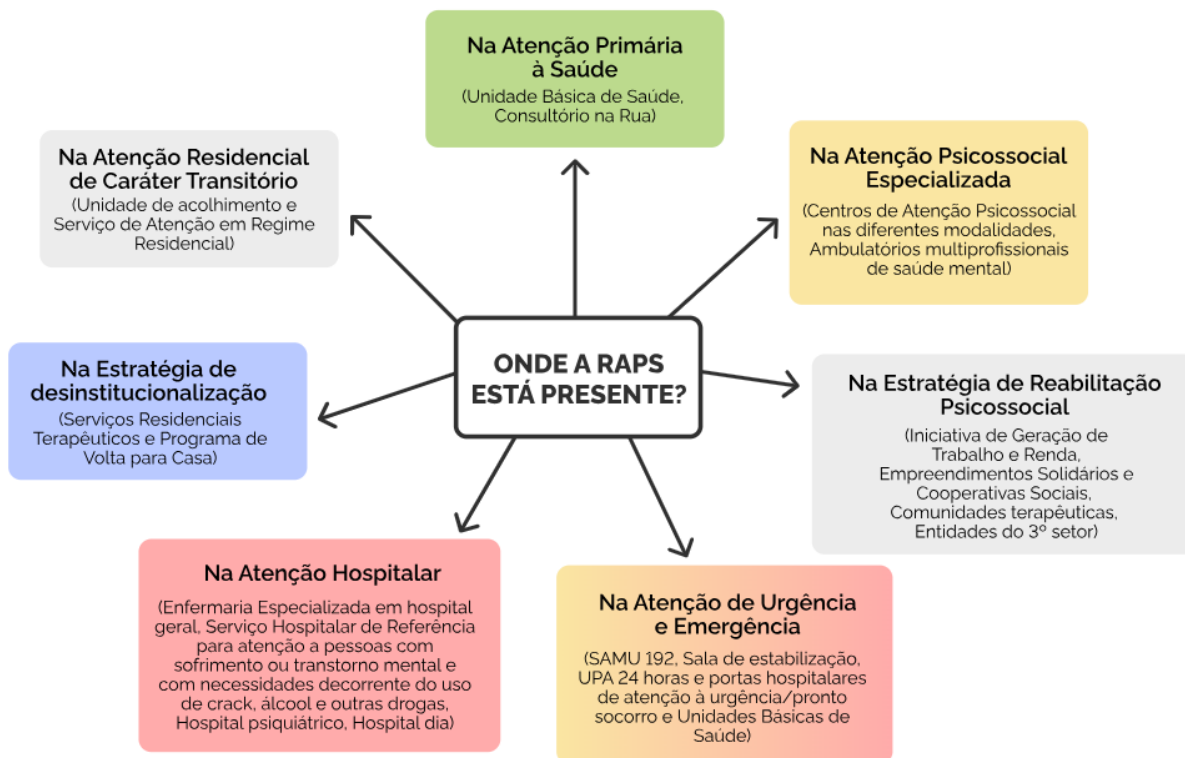 Na Atenção Primária
à Saúde
(Unidade Básica de Saúde,
Consultório na Rua)
Na Atenção Residencial
de Caráter Transitório
(Unidade de acolhimento e
Serviço de Atenção em Regime
Residencial)
Na Atenção Psicossocial
Especializada
(Centros de Atenção Psicossocial
nas diferentes modalidades,
Ambulatórios multiprofissionais
de saúde mental)
ONDE A RAPS
ESTÁ PRESENTE?
Na Estratégia de
desinstitucionalização
(Serviços Residenciais
Terapêuticos e Programa de
Volta para Casa)
Na Estratégia de Reabilitação
Psicossocial
(Iniciativa de Geração de
Trabalho e Renda,
Empreendimentos Solidários e
Cooperativas Sociais,
Comunidades terapêuticas,
Entidades do 3º setor)
Na Atenção Hospitalar
(Enfermaria Especializada em hospital
geral, Serviço Hospitalar de Referência
para atenção a pessoas com
sofrimento ou transtorno mental e
com necessidades decorrente do uso
de crack, álcool e outras drogas,
Hospital psiquiátrico, Hospital dia)
Na Atenção de Urgência
e Emergência
(SAMU 192, Sala de estabilização,
UPA 24 horas e portas hospitalares
de atenção à urgência/pronto
socorro e Unidades Básicas de
Saúde)